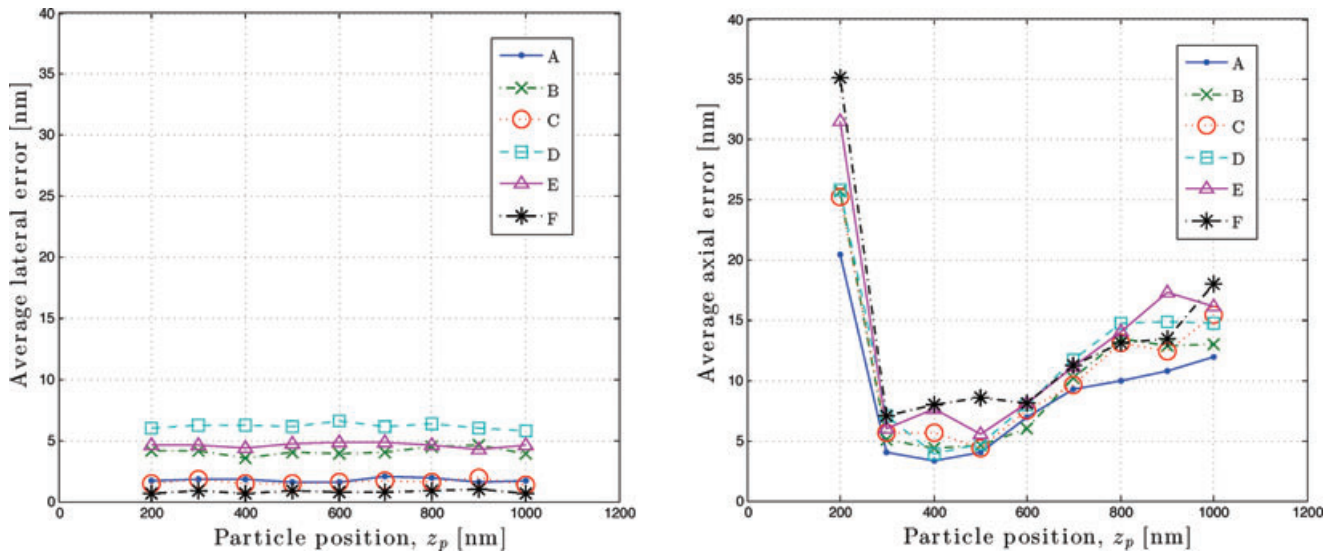 Average lateral error [nm]
40
35
30
25
20
15
10
5
0
0 200 400 600 800 1000 1200
Particle position, z_p [nm]
A
B
C
D
E
F
Average axial error [nm]
40
35
30
25
20
15
10
5
0
0 200 400 600 800 1000 1200
Particle position, z_p [nm]
A
B
C
D
E
F